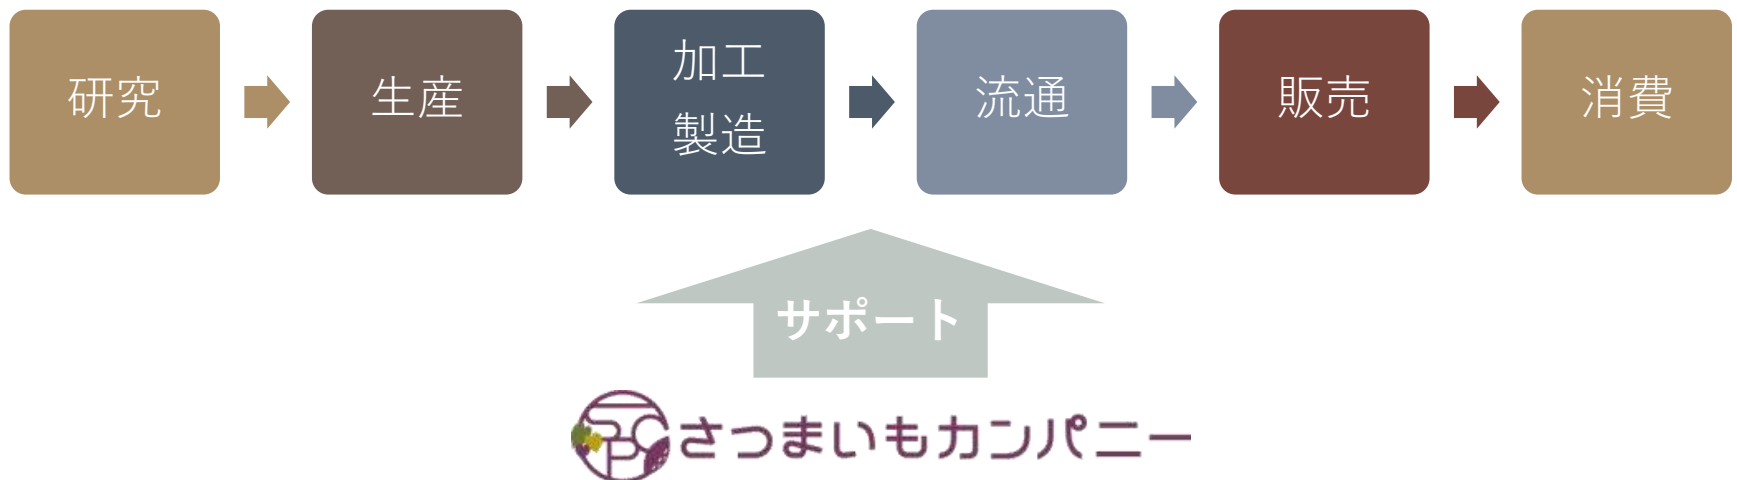 研究
生産
加工
製造
流通
販売
消費
サポート
さつまいもカンパニー